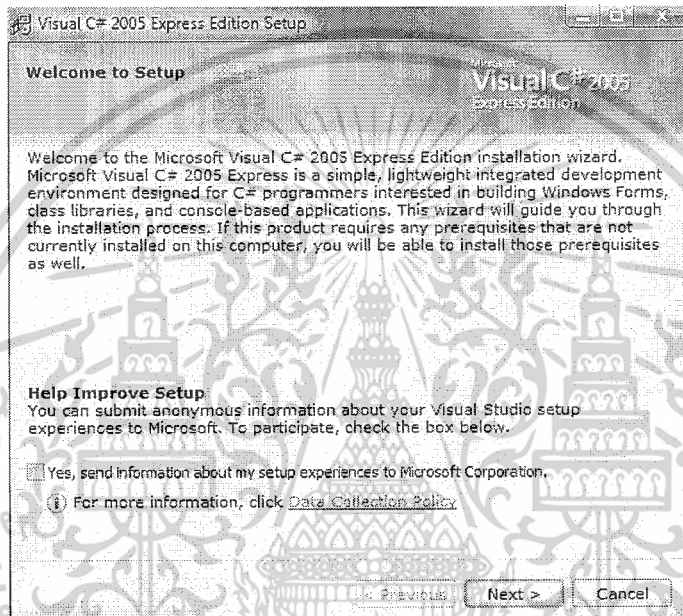 Visual C# 2005 Express Edition Setup
Welcome to Setup
Microsoft
Visual C# 2005
Express Edition
Welcome to the Microsoft Visual C# 2005 Express Edition installation wizard.
Microsoft Visual C# 2005 Express is a simple, lightweight integrated development
environment designed for C# programmers interested in building Windows Forms,
class libraries, and console-based applications. This wizard will guide you through
the installation process. If this product requires any prerequisites that are not
currently installed on this computer, you will be able to install those prerequisites
as well.
Help Improve Setup
You can submit anonymous information about your Visual Studio setup
experiences to Microsoft. To participate, check the box below.
Yes, send information about my setup experiences to Microsoft Corporation.
For more information, click Data Collection Policy
< Previous
Next >
Cancel